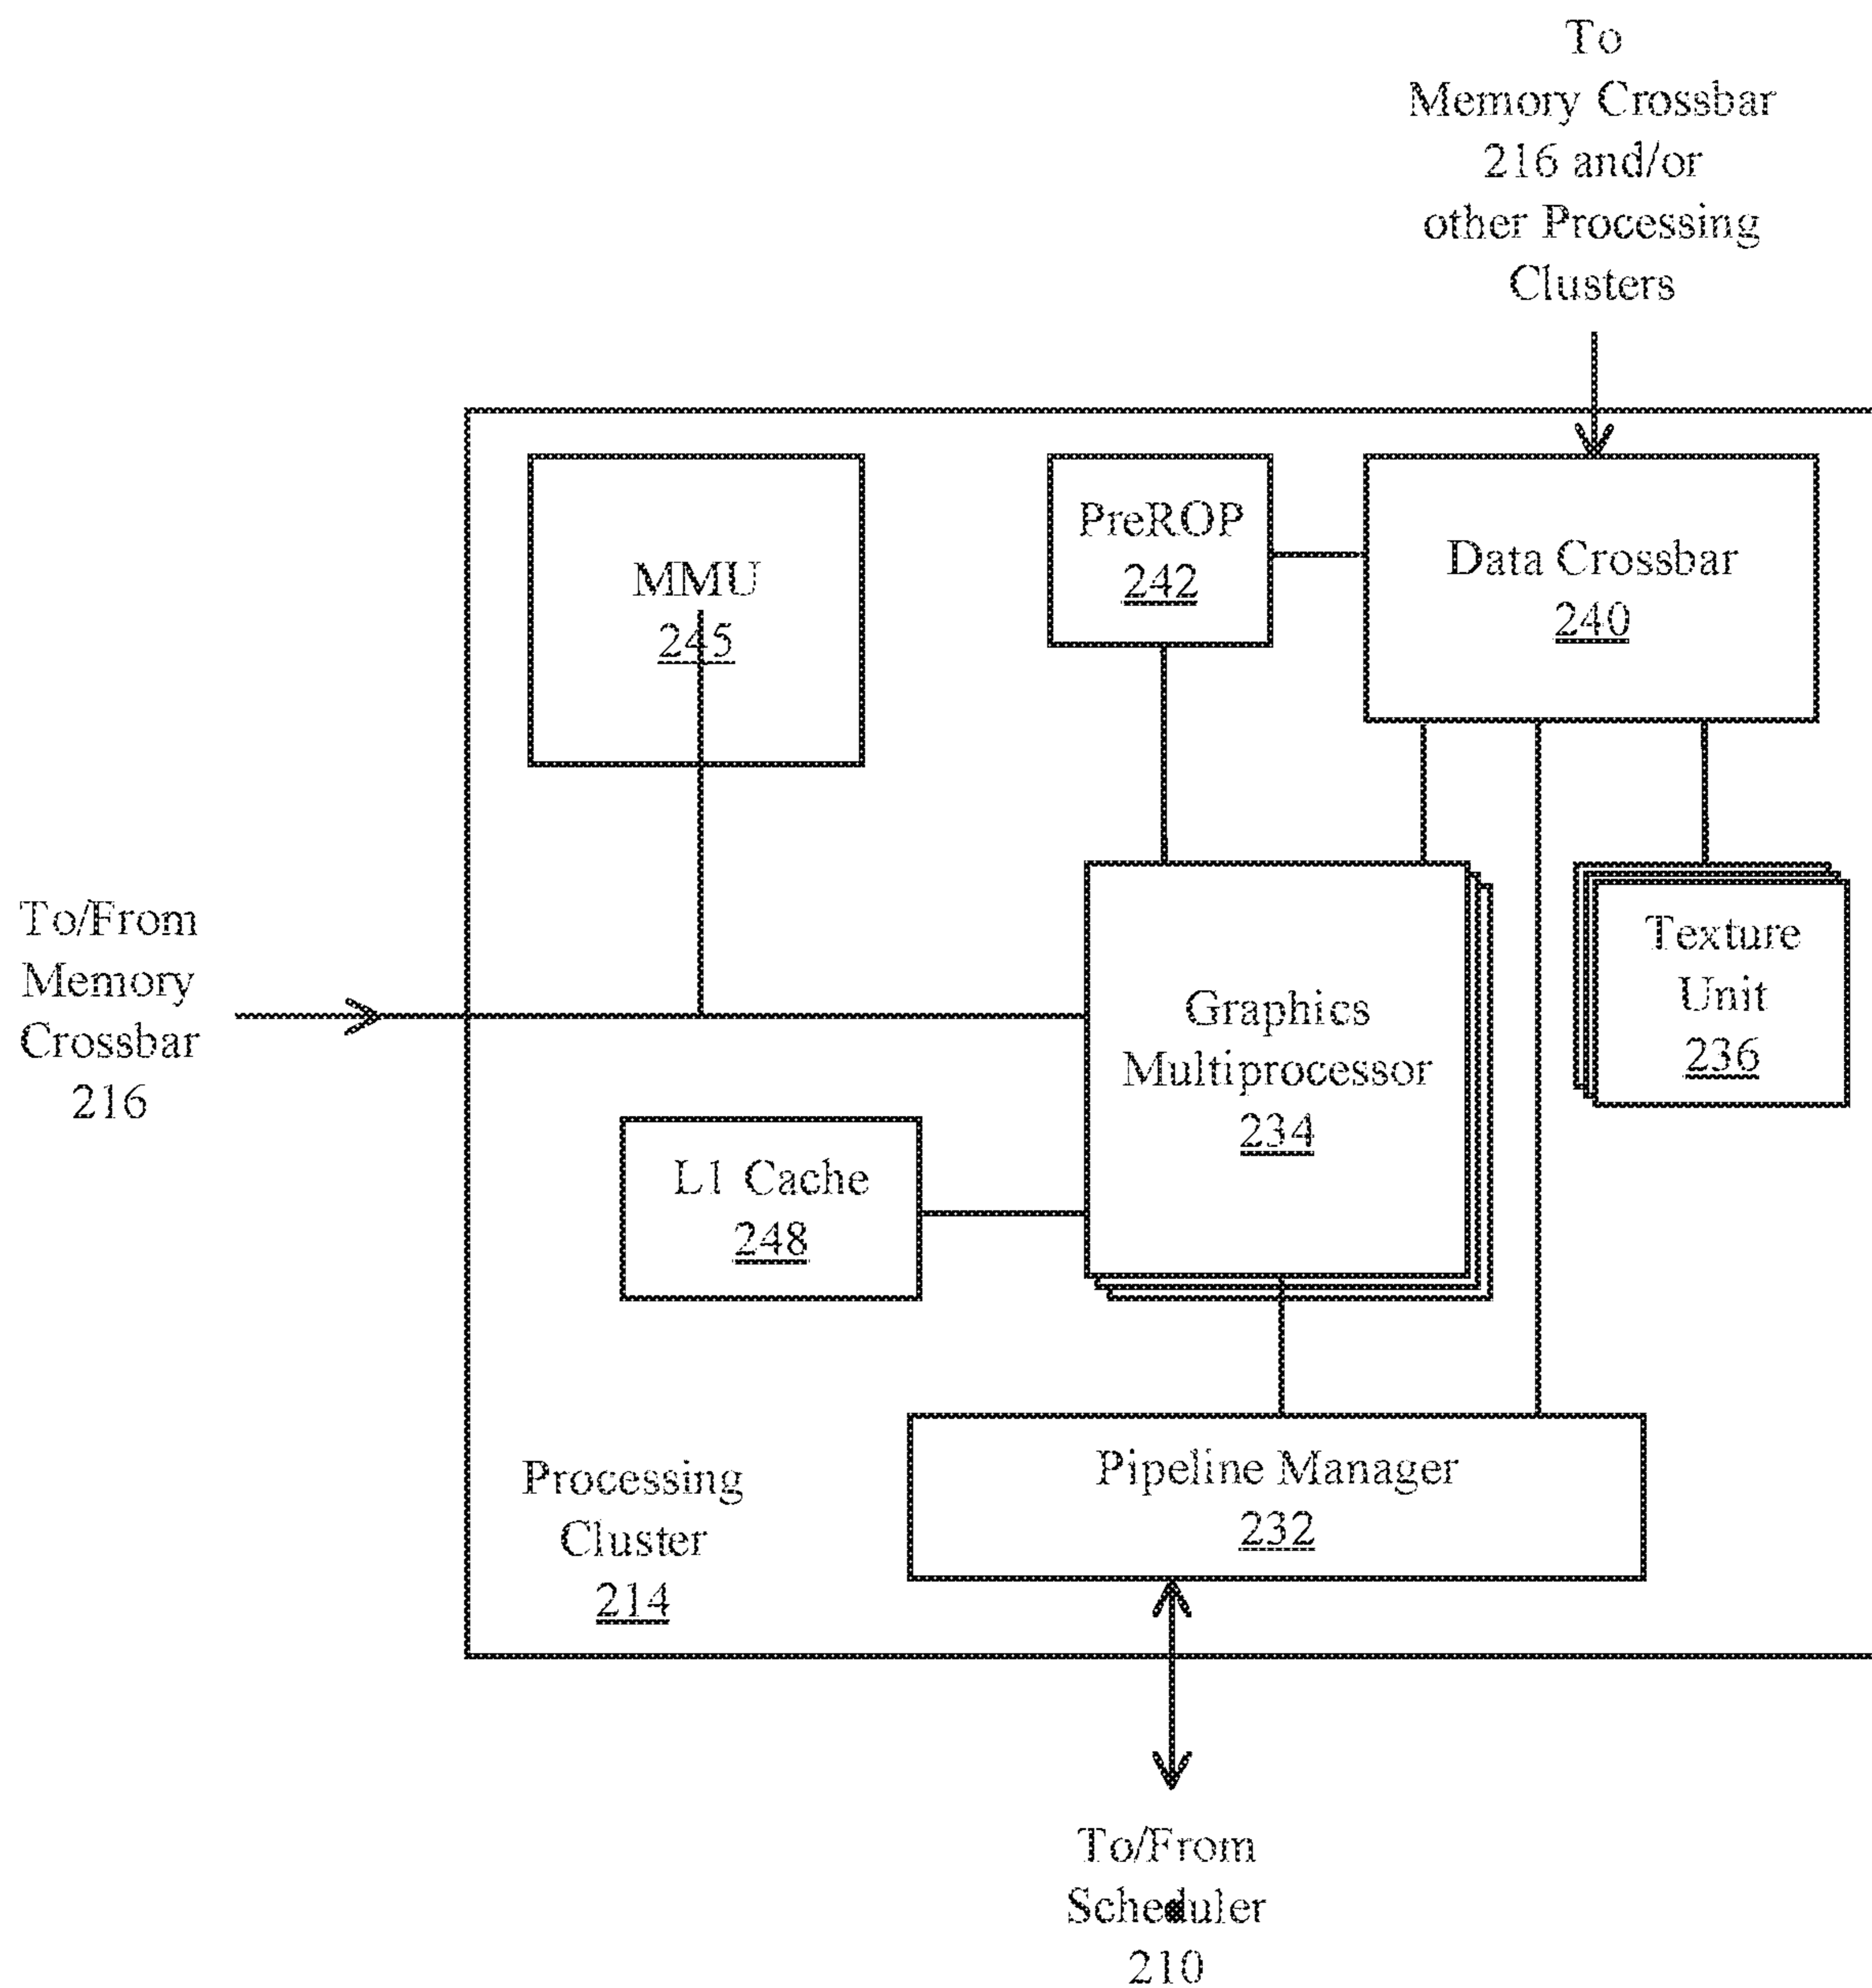 To
Memory Crossbar
216 and/or
other Processing
Clusters
MMU
245
PreROP
242
Data Crossbar
240
To/From
Memory
Crossbar
216
Graphics
Multiprocessor
234
Texture
Unit
236
L1 Cache
248
Pipeline Manager
232
Processing
Cluster
214
To/From
Scheduler
210